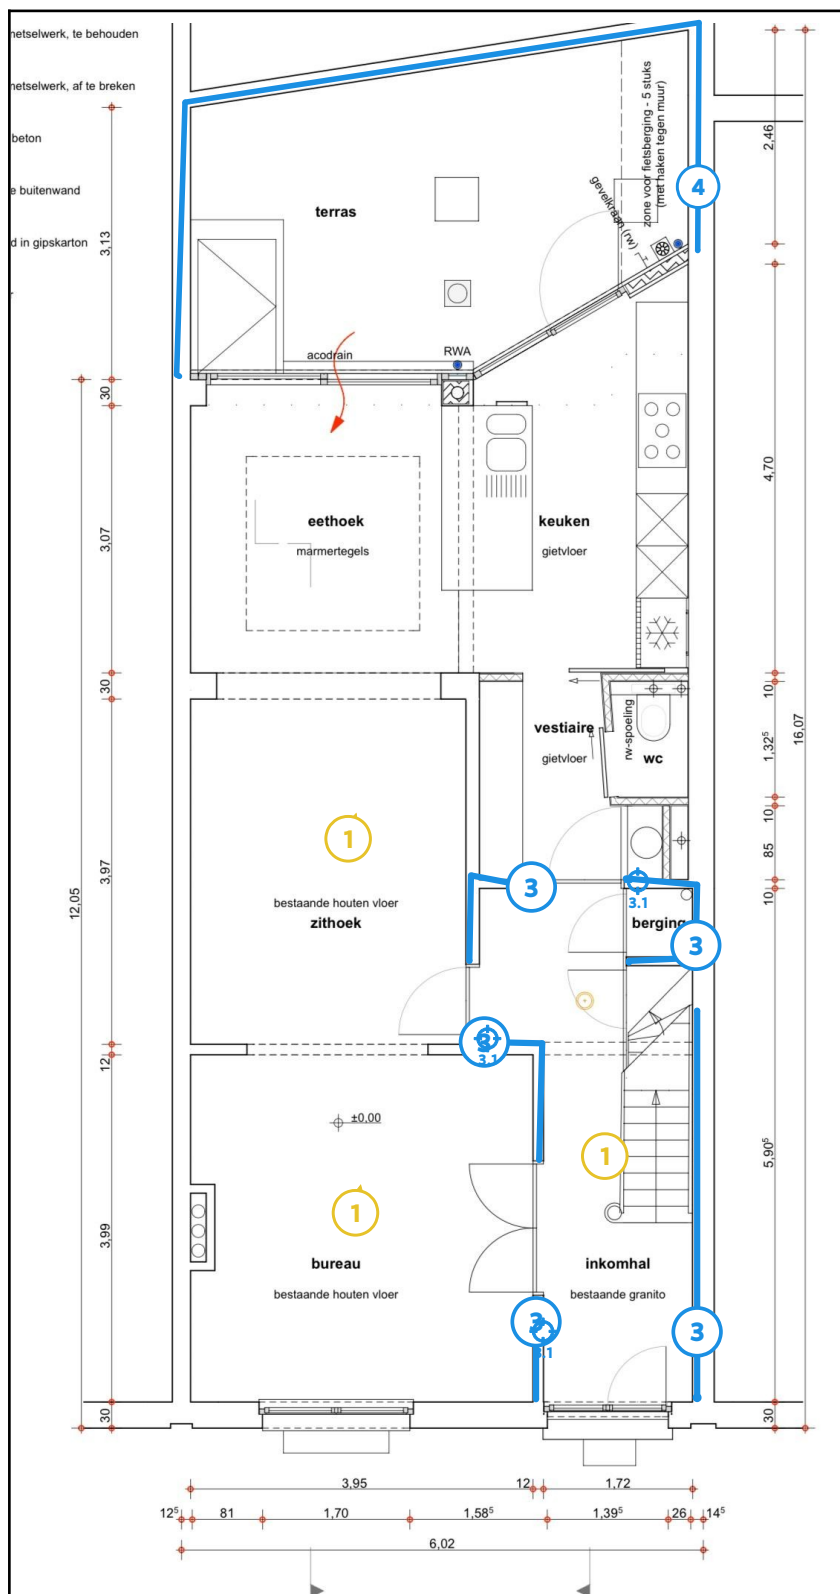 netselwerk, te behouden
netselwerk, af te breken
beton
e buitenwand
d in gipskarton
zone voor fietsberging - 5 stuks
(met haken tegen muur)
gevelkraan (rw)
terras
acodrain
RWA
4
2,46
3,13
30
3,07
30
3,97
12,05
12
3,99
30
4,70
10
1,32⁵
16,07
10
85
10
5,90⁵
30
eethoek
marmertegels
keuken
gietvloer
vestiaire
gietvloer
rw-spoeling
wc
1
3
3.1
bestaande houten vloer
zithoek
berging
3
3
3.1
±0,00
1
1
bureau
bestaande houten vloer
inkomhal
bestaande granito
3
3.1
3
3,95
12
1,72
12⁵
81
1,70
1,58⁵
1,39⁵
26
14⁵
6,02